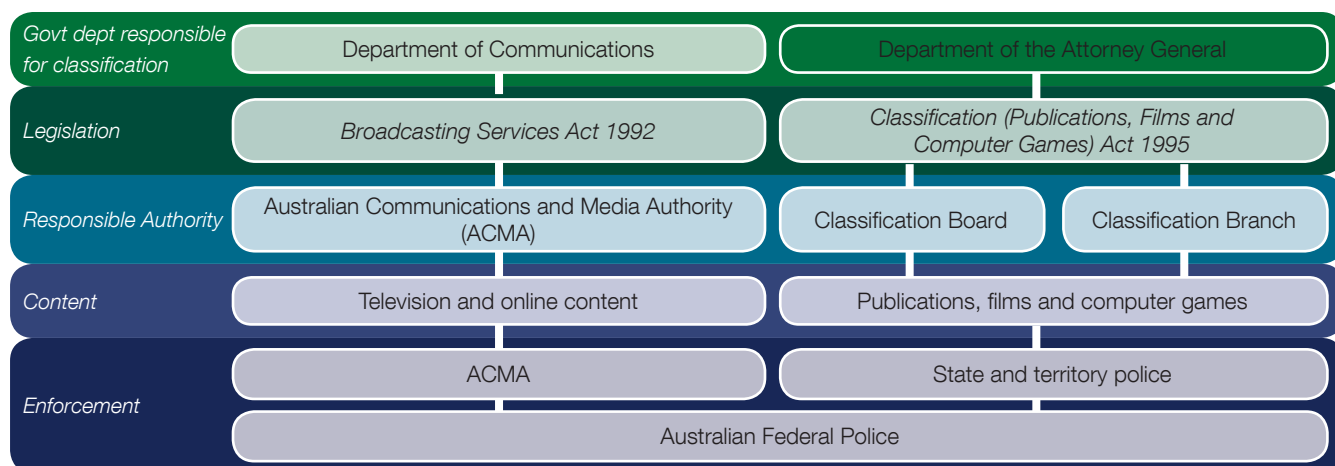 Govt dept responsible
for classification
Department of Communications
Department of the Attorney General
Legislation
Broadcasting Services Act 1992
Classification (Publications, Films and
Computer Games) Act 1995
Responsible Authority
Australian Communications and Media Authority
(ACMA)
Classification Board
Classification Branch
Content
Television and online content
Publications, films and computer games
Enforcement
ACMA
State and territory police
Australian Federal Police